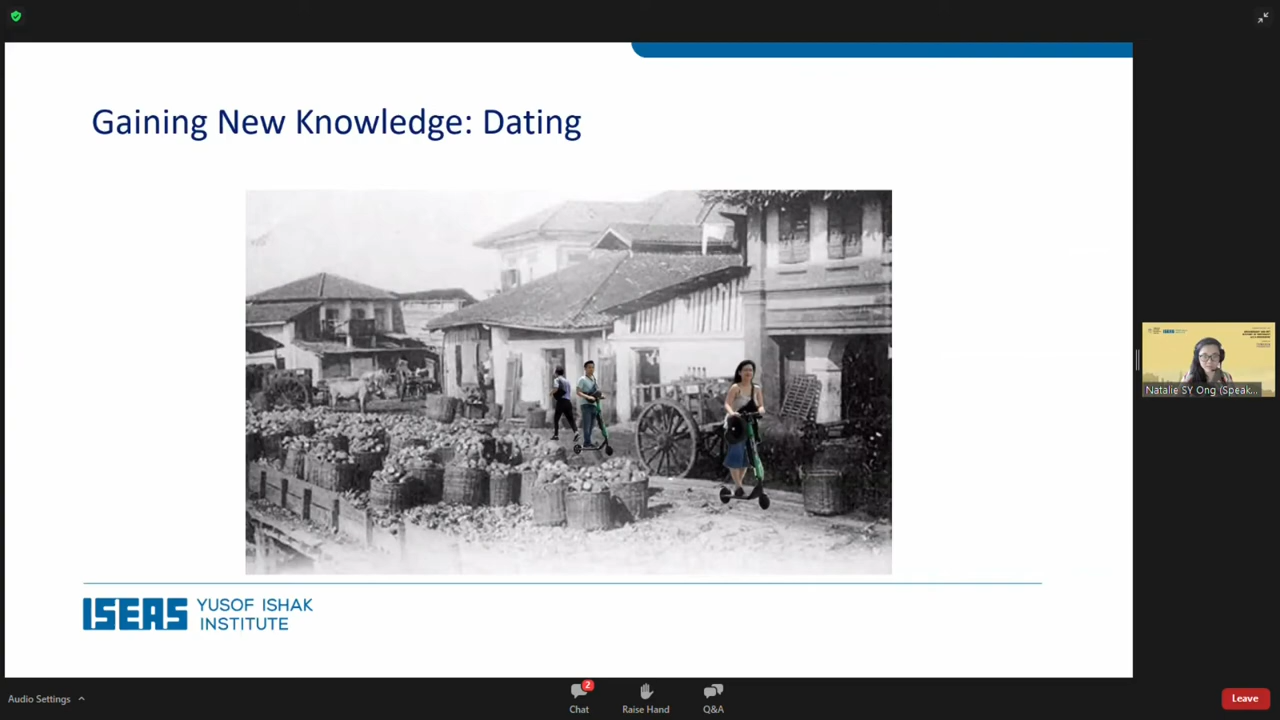 Gaining New Knowledge: Dating
Natalie SY Ong (Speak...
ISEAS YUSOF ISHAK
INSTITUTE
Audio Settings
2
Chat
Raise Hand
Q&A
Leave